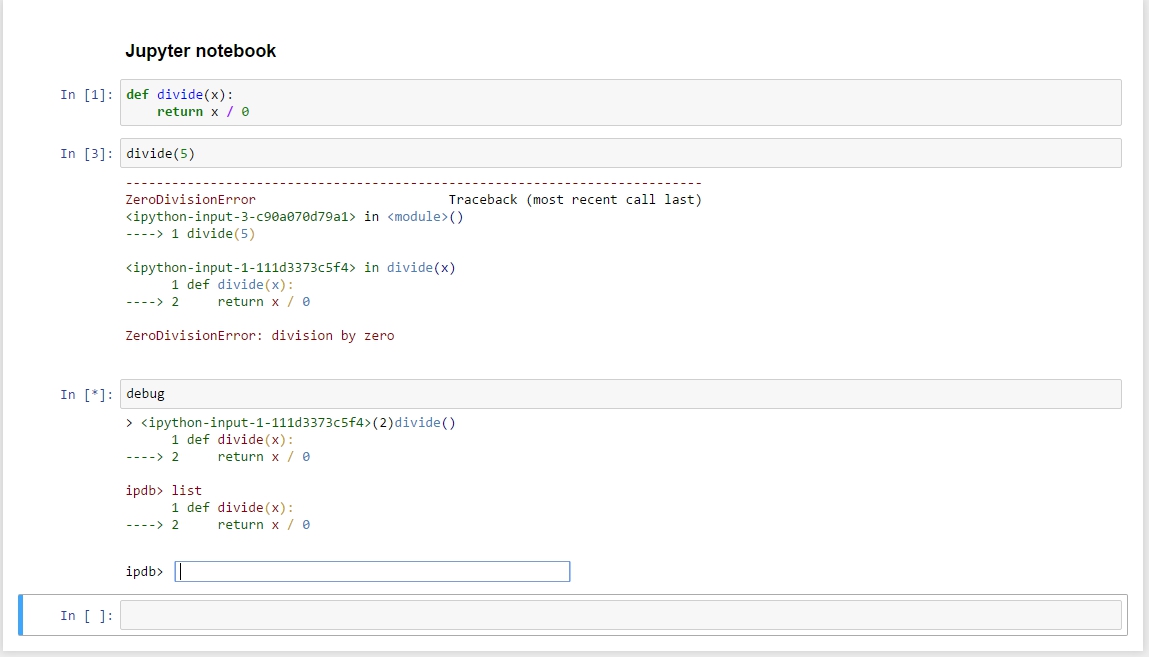 Jupyter notebook
In [1]: def divide(x):
    return x / 0
In [3]: divide(5)
---------------------------------------------------------------------------
ZeroDivisionError                         Traceback (most recent call last)
<ipython-input-3-c90a070d79a1> in <module>()
----> 1 divide(5)
<ipython-input-1-111d3373c5f4> in divide(x)
      1 def divide(x):
----> 2     return x / 0
ZeroDivisionError: division by zero
In [*]: debug
> <ipython-input-1-111d3373c5f4>(2)divide()
      1 def divide(x):
----> 2     return x / 0
ipdb> list
      1 def divide(x):
----> 2     return x / 0
ipdb>
In [ ]: